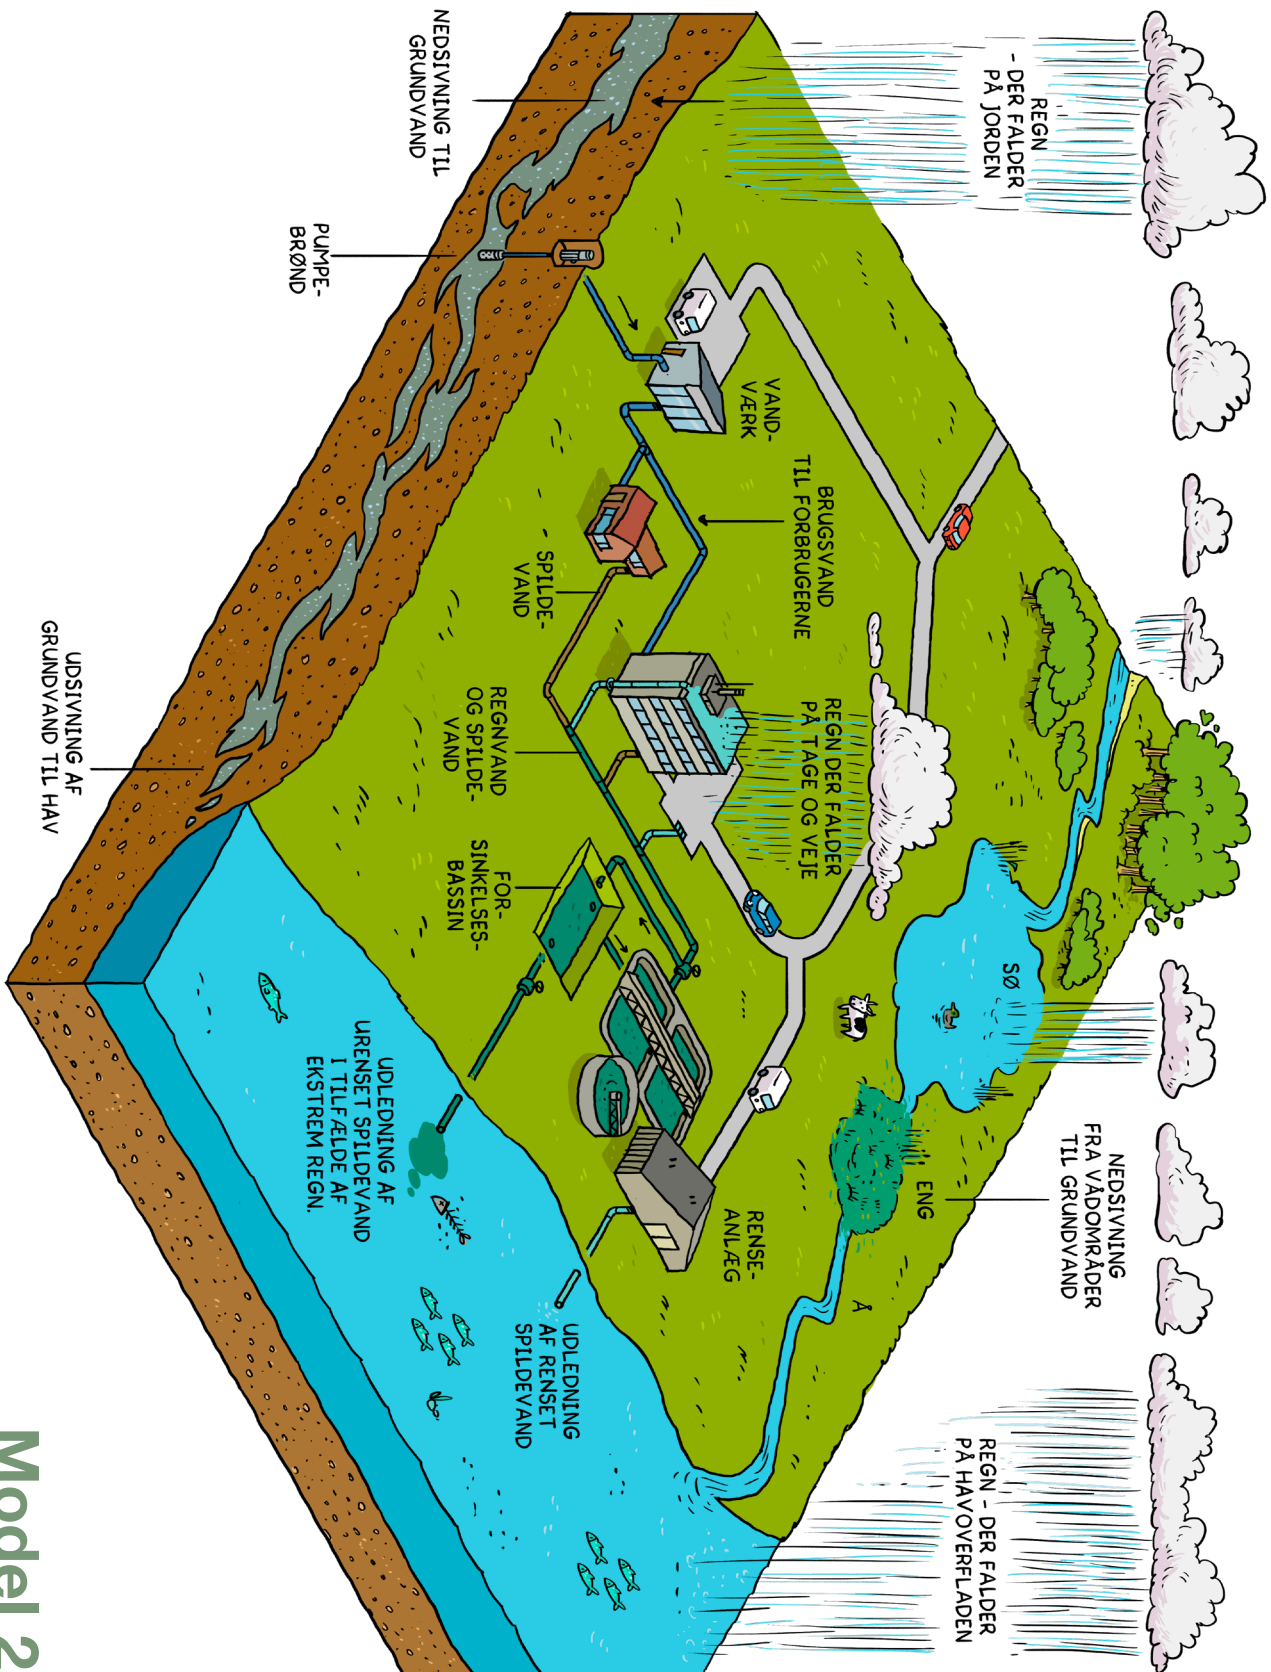 REGN
- DER FALDER
PÅ JORDEN
NEDSIVNING TIL
GRUNDVAND
PUMPE-
BRØND
VAND-
VÆRK
BRUGSVAND
TIL FORBRUGERNE
SPILDE-
VAND
REGN DER FALDER
PÅ TAGE OG VEJE
REGNVAND
OG SPILDE-
VAND
UDSIVNING AF
GRUNDVAND TIL HAV
FOR-
SINKELSES-
BASSIN
SØ
NEDSIVNING
FRA VÅDOMRÅDER
TIL GRUNDVAND
ENG
Å
RENSE-
ANLÆG
UDLEDNING AF
URENSET SPILDEVAND
I TILFÆLDE AF
EKSTREM REGN.
UDLEDNING
AF RENSET
SPILDEVAND
REGN - DER FALDER
PÅ HAVOVERFLADEN
Model 2